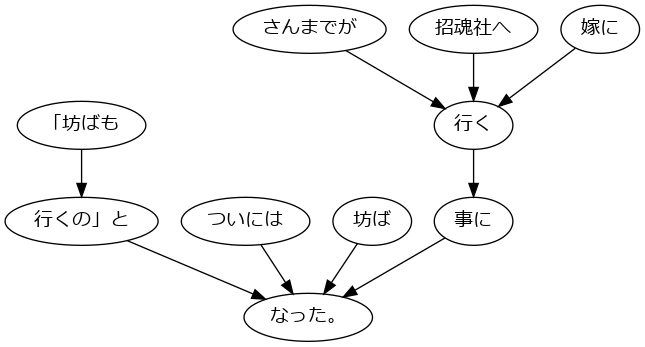 さんまでが
招魂社へ
嫁に
「坊ばも
行く
行くの」と
ついには
坊ば
事に
なった。